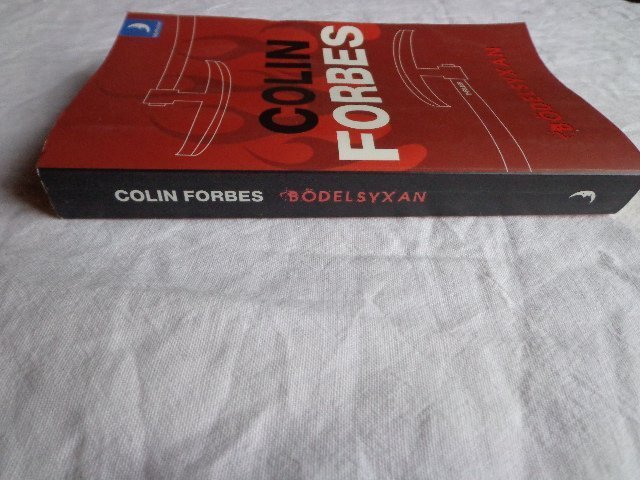 COLIN
FORBES
BÖDELSYXAN
COLIN FORBES BÖDELSYXAN